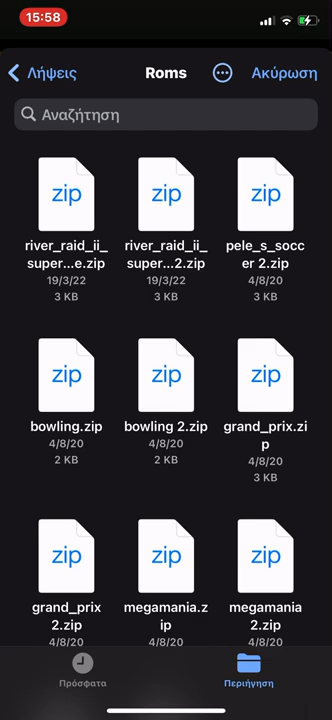 15:58
Λήψεις
Roms
Ακύρωση
Αναζήτηση
zip
zip
zip
river_raid_ii_
super...e.zip
19/3/22
3 KB
river_raid_ii_
super...2.zip
19/3/22
3 KB
pele_s_socc
er 2.zip
4/8/20
3 KB
zip
zip
zip
bowling.zip
4/8/20
2 KB
bowling 2.zip
4/8/20
2 KB
grand_prix.zi
p
4/8/20
3 KB
zip
zip
zip
grand_prix
2.zip
4/8/20
megamania.z
ip
4/8/20
megamania
2.zip
4/8/20
Πρόσφατα
Περιήγηση